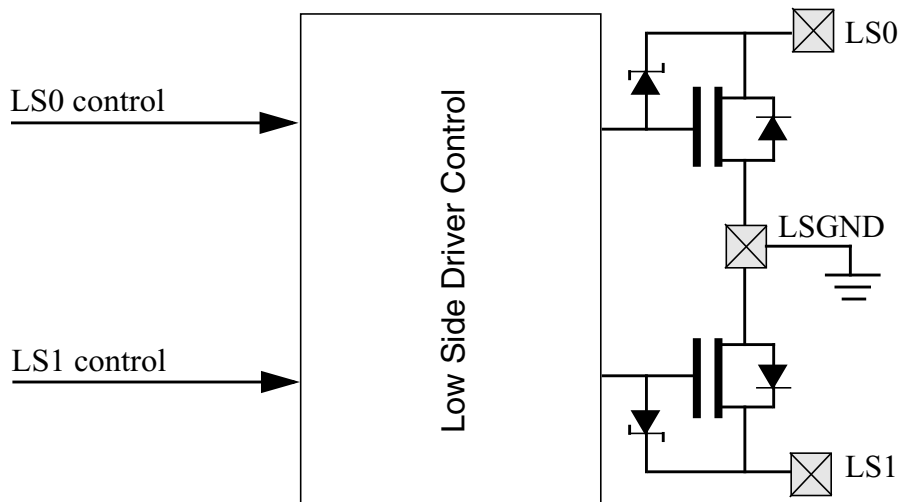 LS0
LS0 control
Low Side Driver Control
LSGND
LS1 control
LS1